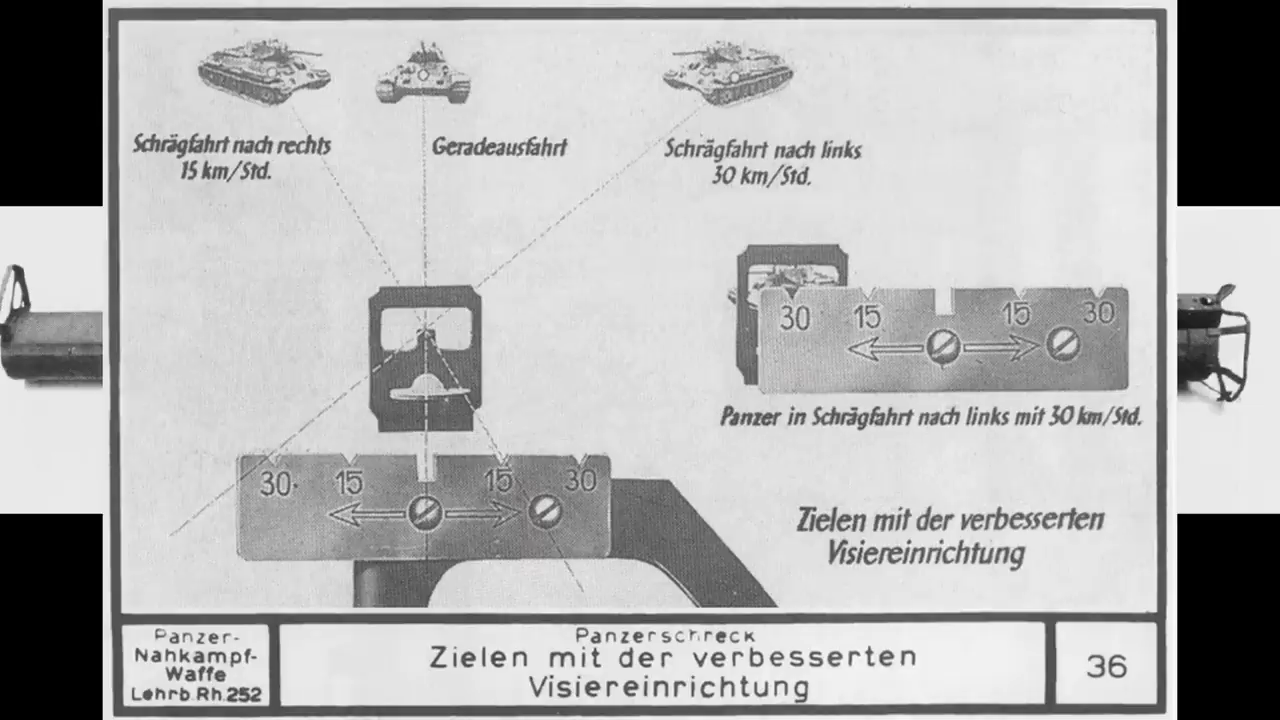 Schrägfahrt nach rechts
15 km/Std.
Geradeausfahrt
Schrägfahrt nach links
30 km/Std.
30 15 15 30
Panzer in Schrägfahrt nach links mit 30 km/Std.
30 15 15 30
Zielen mit der verbesserten
Visiereinrichtung
Panzer-
Nahkampf-
Waffe
Lehrb. Rh. 252
Panzerschreck
Zielen mit der verbesserten
Visiereinrichtung
36